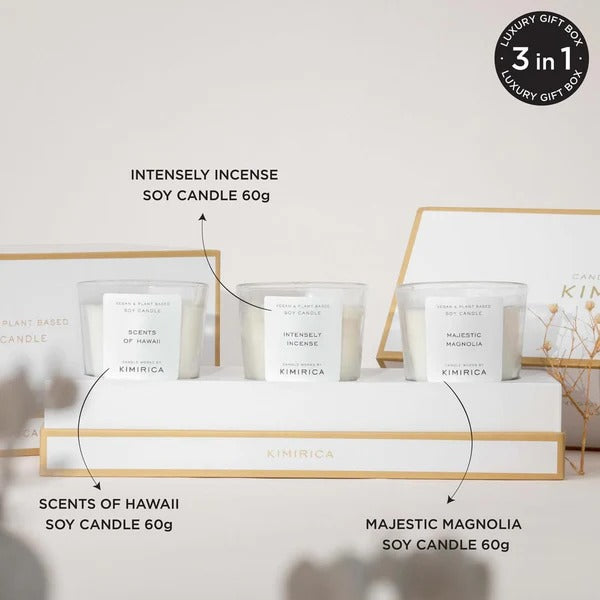 LUXURY GIFT BOX
3 in 1
LUXURY GIFT BOX
INTENSELY INCENSE
SOY CANDLE 60g
PLANT BASED
CANDLE
VEGAN & PLANT BASED
SOY CANDLE
SCENTS
OF HAWAII
CANDLE WORKS BY
KIMIRICA
VEGAN & PLANT BASED
SOY CANDLE
INTENSELY
INCENSE
CANDLE WORKS BY
KIMIRICA
VEGAN & PLANT BASED
SOY CANDLE
MAJESTIC
MAGNOLIA
CANDLE WORKS BY
KIMIRICA
KIMIRICA
SCENTS OF HAWAII
SOY CANDLE 60g
MAJESTIC MAGNOLIA
SOY CANDLE 60g